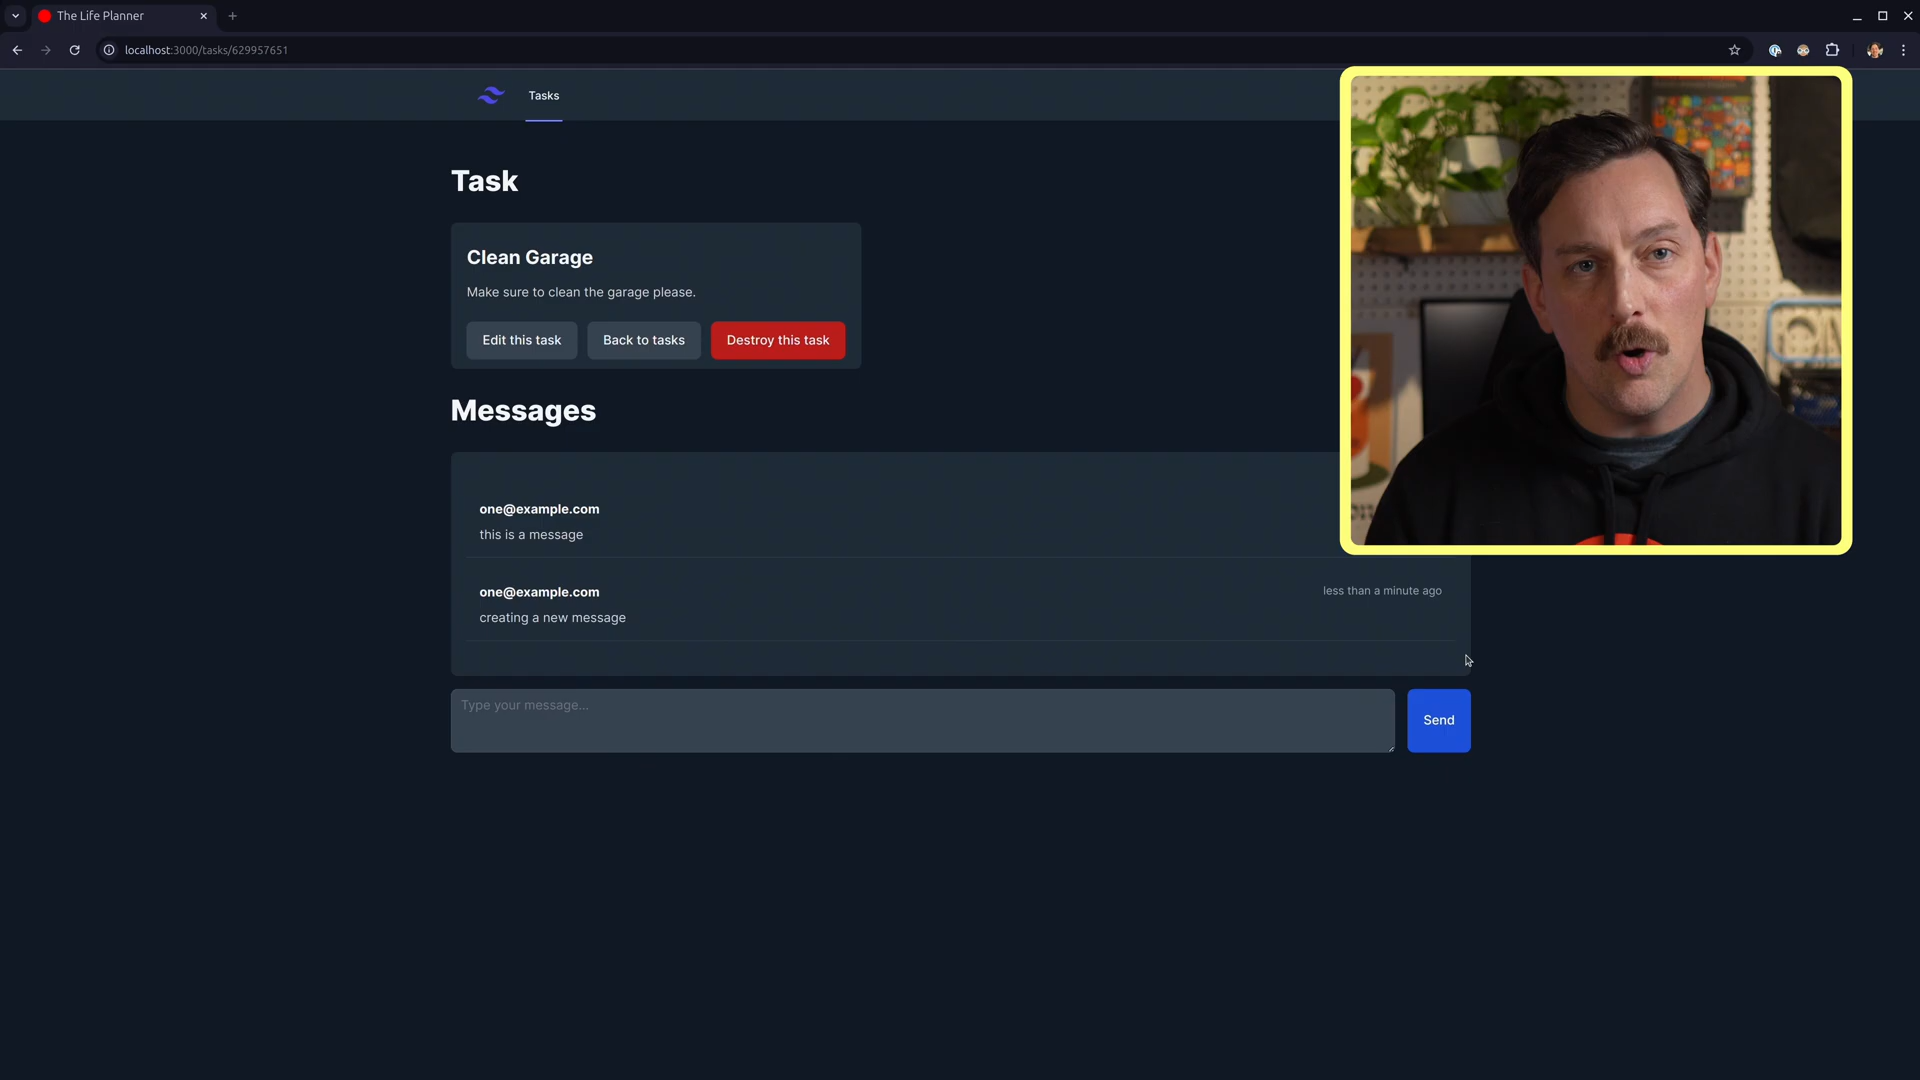 The Life Planner
localhost:3000/tasks/629957651
Tasks
Task
Clean Garage
Make sure to clean the garage please.
Edit this task
Back to tasks
Destroy this task
Messages
one@example.com
this is a message
one@example.com
less than a minute ago
creating a new message
Type your message...
Send